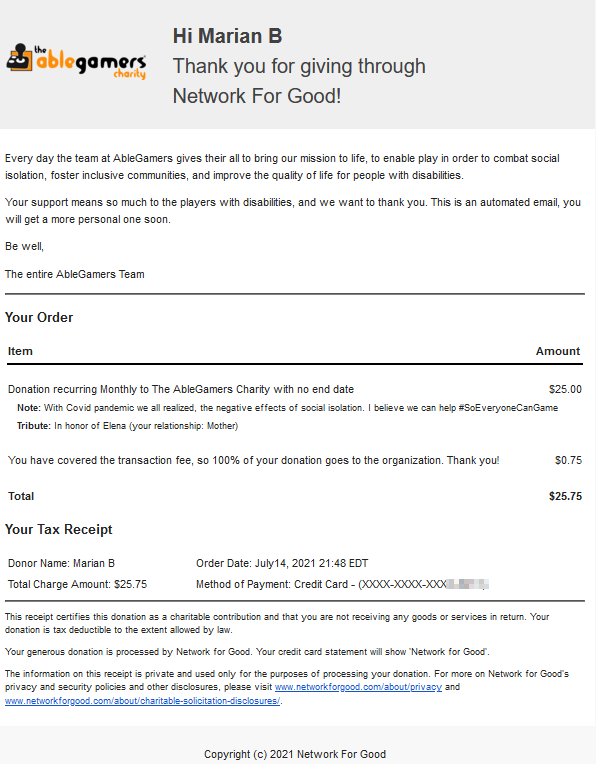 the
ablegamers
charity
Hi Marian B
Thank you for giving through
Network For Good!
Every day the team at AbleGamers gives their all to bring our mission to life, to enable play in order to combat social
isolation, foster inclusive communities, and improve the quality of life for people with disabilities.
Your support means so much to the players with disabilities, and we want to thank you. This is an automated email, you
will get a more personal one soon.
Be well,
The entire AbleGamers Team
Your Order
Item Amount
Donation recurring Monthly to The AbleGamers Charity with no end date $25.00
Note: With Covid pandemic we all realized, the negative effects of social isolation. I believe we can help #SoEveryoneCanGame
Tribute: In honor of Elena (your relationship: Mother)
You have covered the transaction fee, so 100% of your donation goes to the organization. Thank you! $0.75
Total $25.75
Your Tax Receipt
Donor Name: Marian B Order Date: July14, 2021 21:48 EDT
Total Charge Amount: $25.75 Method of Payment: Credit Card - (XXXX-XXXX-XXX
This receipt certifies this donation as a charitable contribution and that you are not receiving any goods or services in return. Your
donation is tax deductible to the extent allowed by law.
Your generous donation is processed by Network for Good. Your credit card statement will show 'Network for Good'.
The information on this receipt is private and used only for the purposes of processing your donation. For more on Network for Good's
privacy and security policies and other disclosures, please visit www.networkforgood.com/about/privacy and
www.networkforgood.com/about/charitable-solicitation-disclosures/.
Copyright (c) 2021 Network For Good